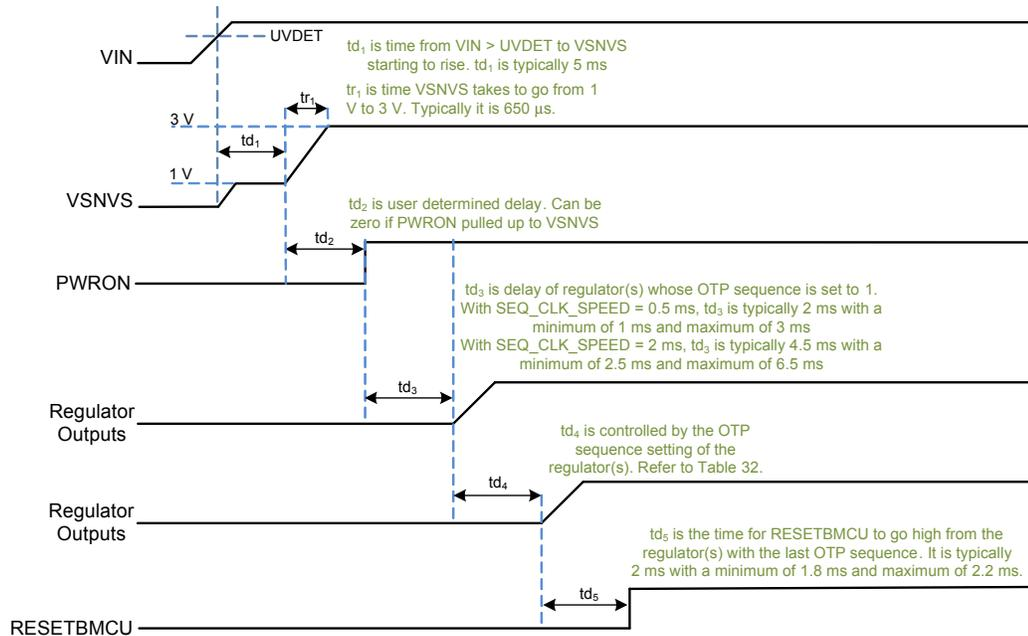 UVDET
VIN
td₁ is time from VIN > UVDET to VSNVS
starting to rise. td₁ is typically 5 ms
tr₁ is time VSNVS takes to go from 1
V to 3 V. Typically it is 650 µs.
tr₁
3 V
td₁
1 V
VSNVS
td₂ is user determined delay. Can be
zero if PWRON pulled up to VSNVS
td₂
PWRON
td₃ is delay of regulator(s) whose OTP sequence is set to 1.
With SEQ_CLK_SPEED = 0.5 ms, td₃ is typically 2 ms with a
minimum of 1 ms and maximum of 3 ms
With SEQ_CLK_SPEED = 2 ms, td₃ is typically 4.5 ms with a
minimum of 2.5 ms and maximum of 6.5 ms
td₃
Regulator
Outputs
td₄ is controlled by the OTP
sequence setting of the
regulator(s). Refer to Table 32.
td₄
Regulator
Outputs
td₅ is the time for RESETBMCU to go high from the
regulator(s) with the last OTP sequence. It is typically
2 ms with a minimum of 1.8 ms and maximum of 2.2 ms.
td₅
RESETBMCU